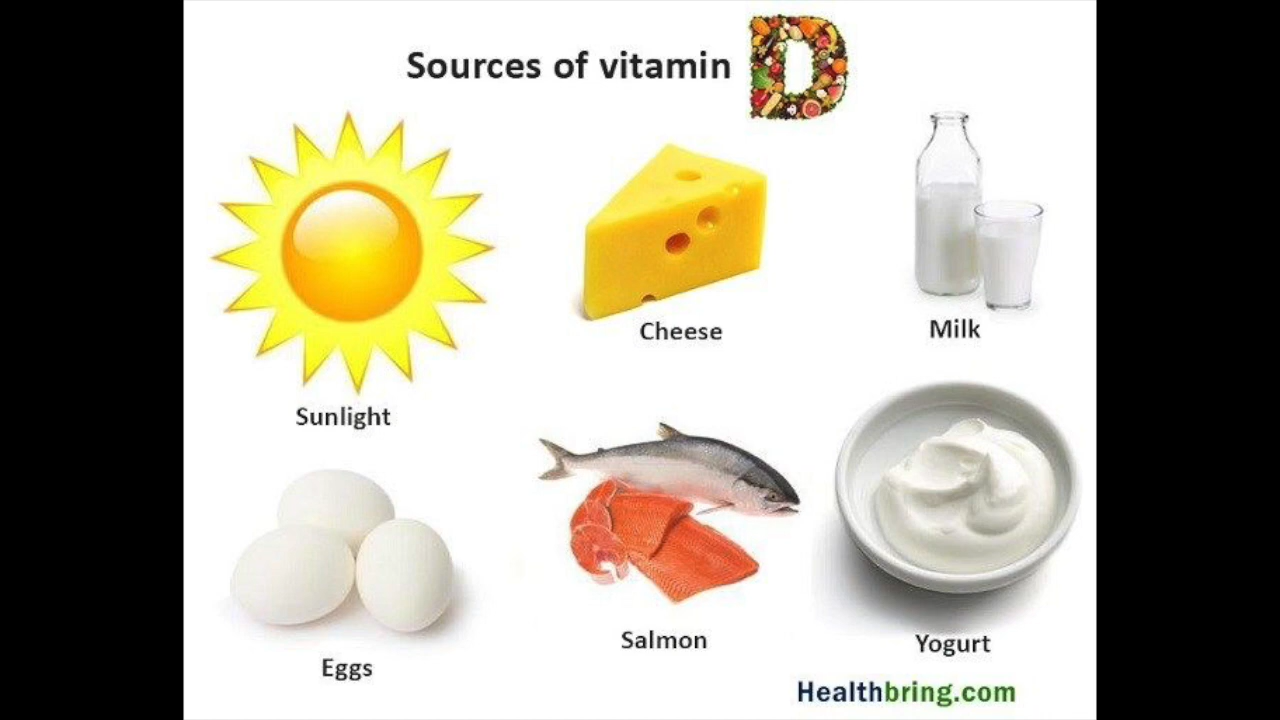 Sources of vitamin D
Cheese
Milk
Sunlight
Salmon
Yogurt
Eggs
Healthbring.com